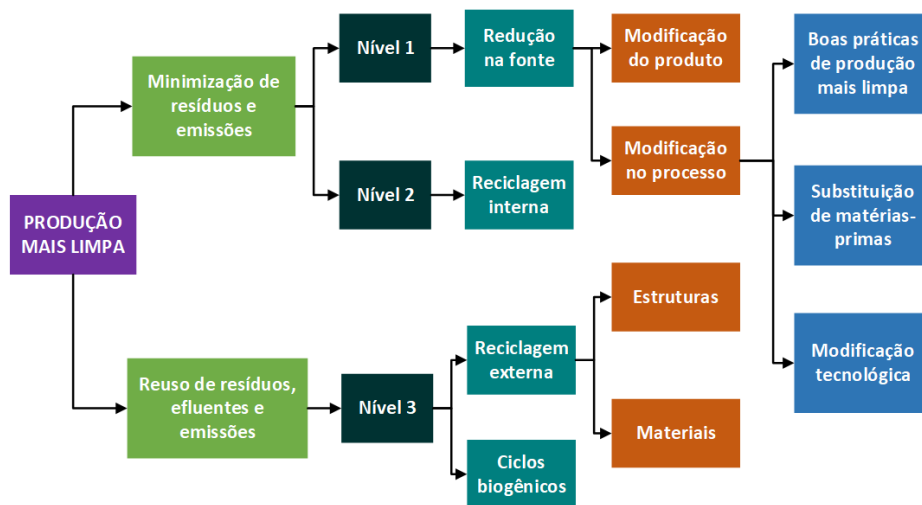 PRODUÇÃO
MAIS LIMPA
Minimização de
resíduos e
emissões
Nível 1
Redução
na fonte
Modificação
do produto
Modificação
no processo
Boas práticas
de produção
mais limpa
Substituição
de matérias-
primas
Modificação
tecnológica
Nível 2
Reciclagem
interna
Reuso de resíduos,
efluentes e
emissões
Nível 3
Reciclagem
externa
Estruturas
Materiais
Ciclos
biogênicos